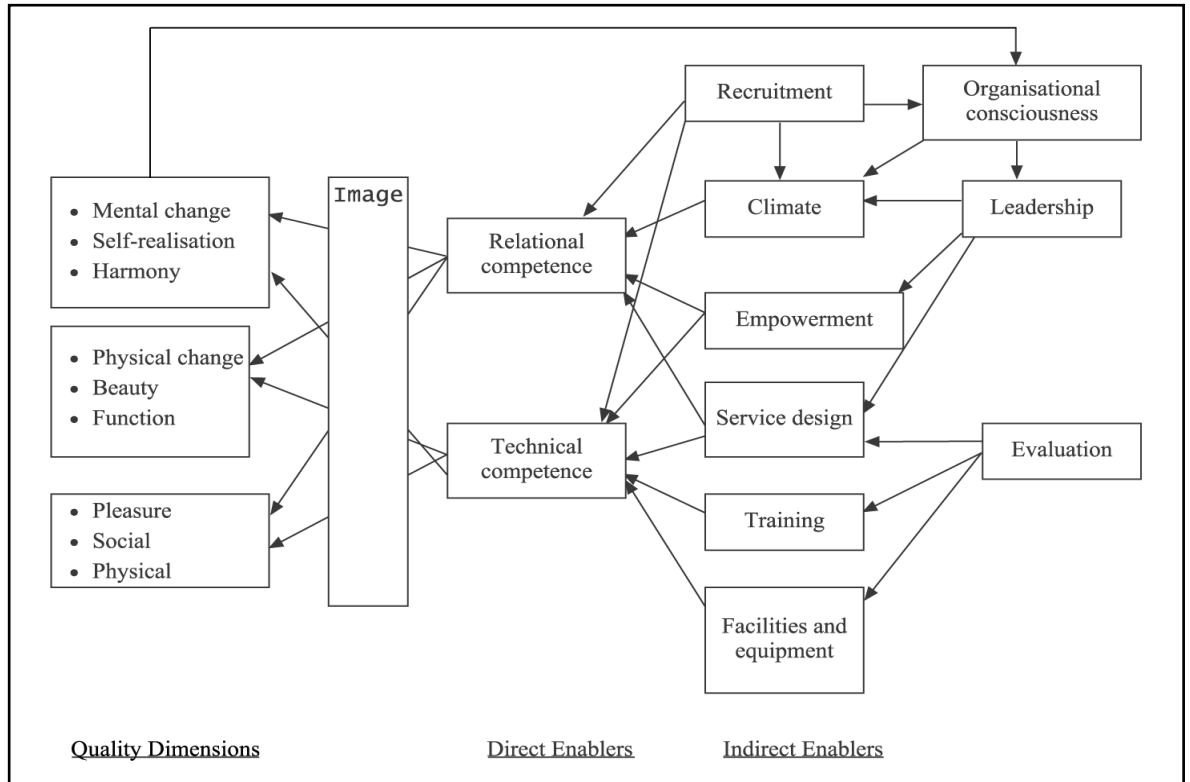 Recruitment
Organisational
consciousness
Image
• Mental change
• Self-realisation
• Harmony
Relational
competence
Climate
Leadership
• Physical change
• Beauty
• Function
Empowerment
Service design
Technical
competence
Evaluation
• Pleasure
• Social
• Physical
Training
Facilities and
equipment
Quality Dimensions
Direct Enablers
Indirect Enablers